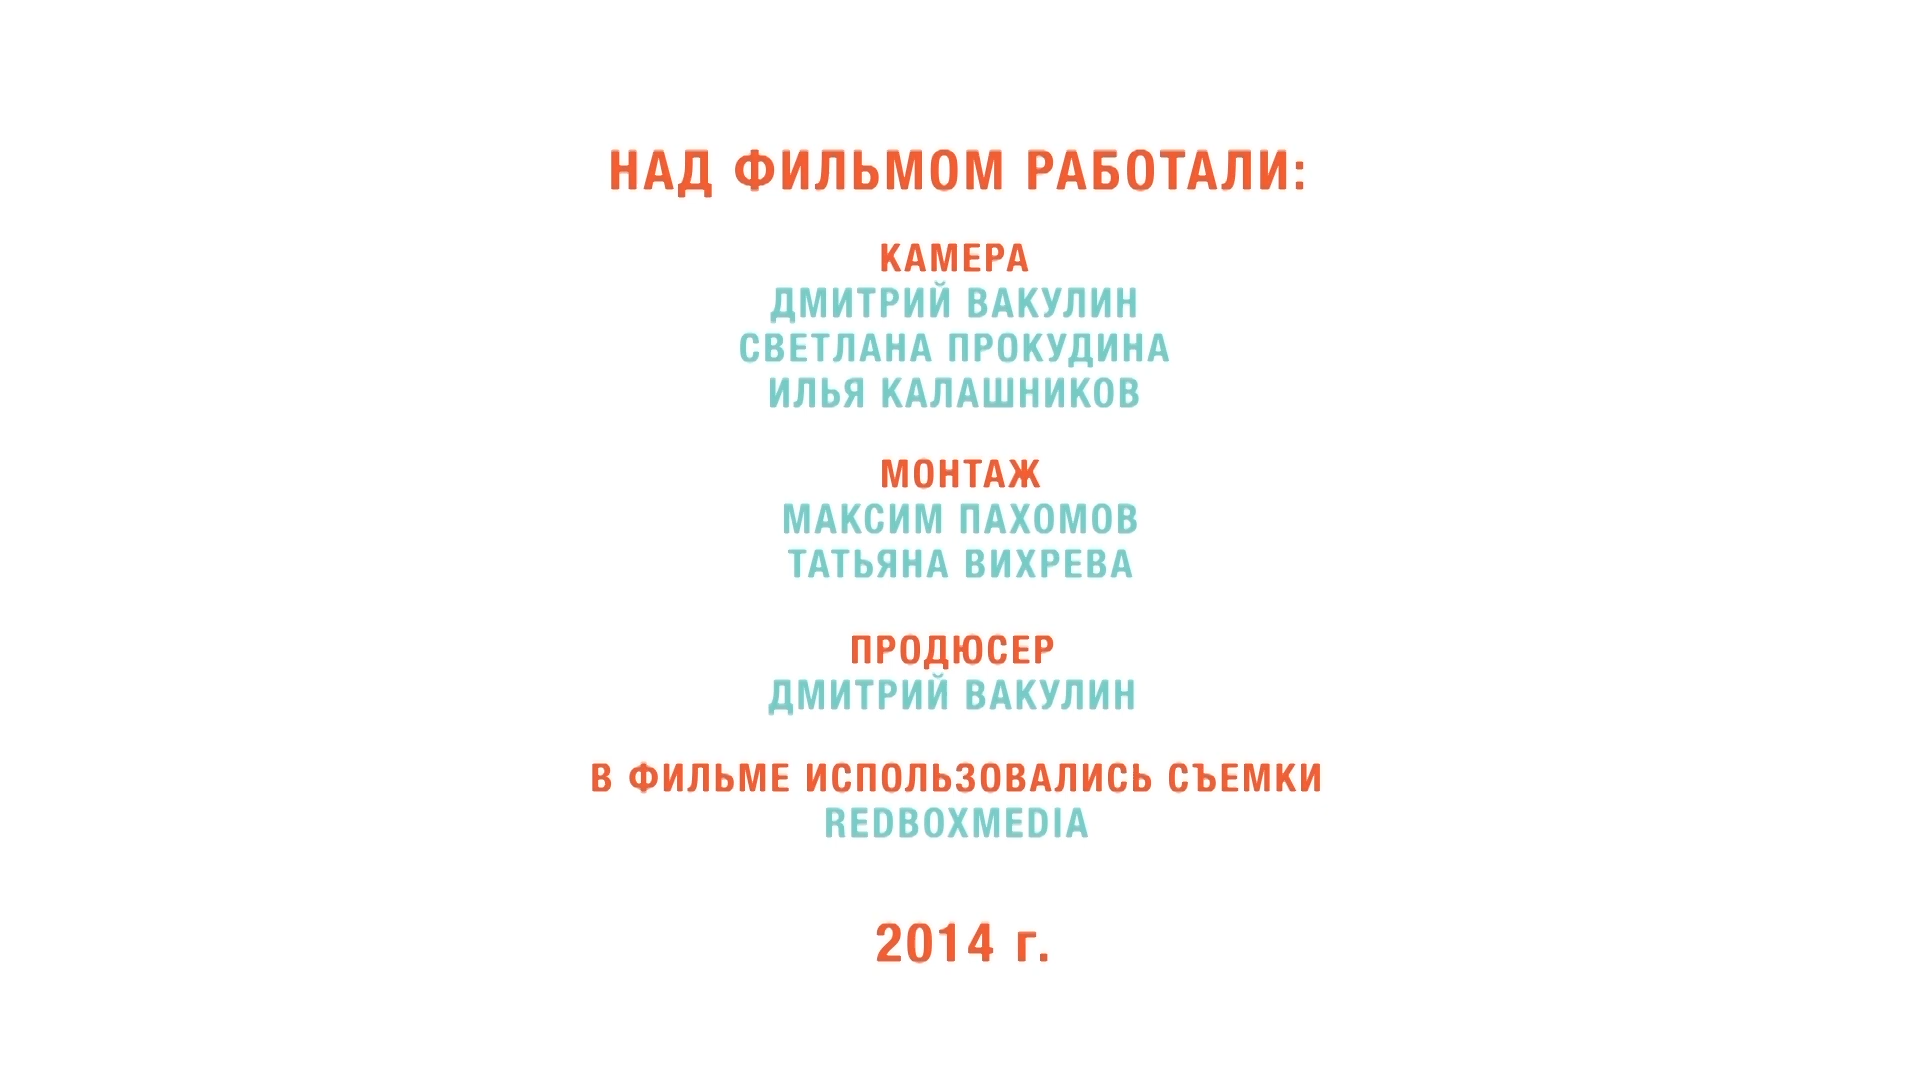 НАД ФИЛЬМОМ РАБОТАЛИ:
КАМЕРА
ДМИТРИЙ ВАКУЛИН
СВЕТЛАНА ПРОКУДИНА
ИЛЬЯ КАЛАШНИКОВ
МОНТАЖ
МАКСИМ ПАХОМОВ
ТАТЬЯНА ВИХРЕВА
ПРОДЮСЕР
ДМИТРИЙ ВАКУЛИН
В ФИЛЬМЕ ИСПОЛЬЗОВАЛИСЬ СЪЕМКИ
REDBOXMEDIA
2014 г.